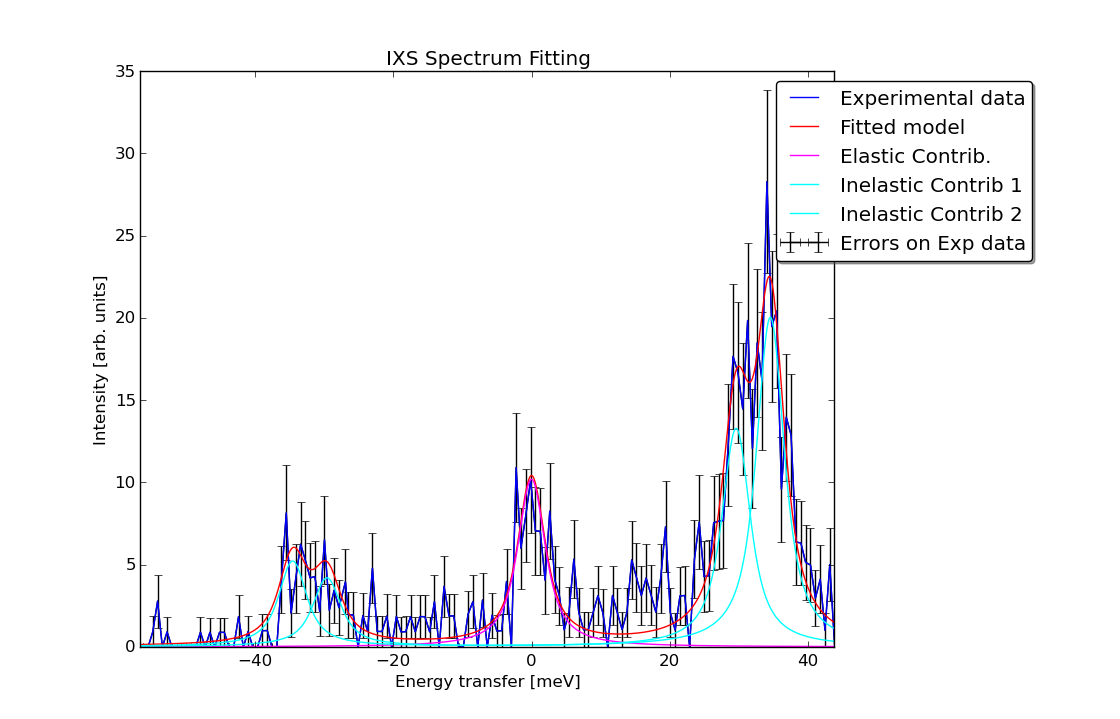 IXS Spectrum Fitting
35
30
25
20
15
10
5
0
Intensity [arb. units]
−40
−20
0
20
40
Energy transfer [meV]
Experimental data
Fitted model
Elastic Contrib.
Inelastic Contrib 1
Inelastic Contrib 2
Errors on Exp data